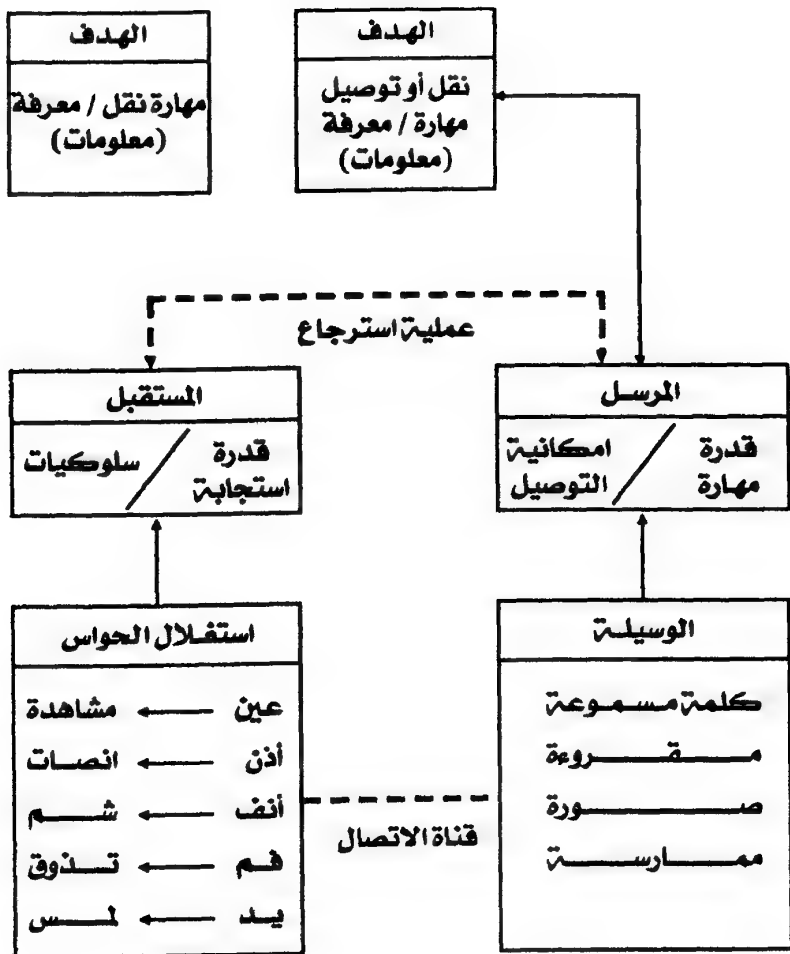 الهدف
نقل أو توصيل
مهارة / معرفة
(معلومات)
الهدف
مهارة نقل / معرفة
(معلومات)
عملية استرجاع
المرسل
قدرة / امكانية
مهارة التوصيل
المستقبل
قدرة / سلوكيات
استجابة
الوسيلة
كلمة مسموعة
مقروءة
صورة
ممارسة
قناة الاتصال
استغلال الحواس
عين ← مشاهدة
أذن ← انصات
أنف ← شم
فم ← تذوق
يد ← لمس